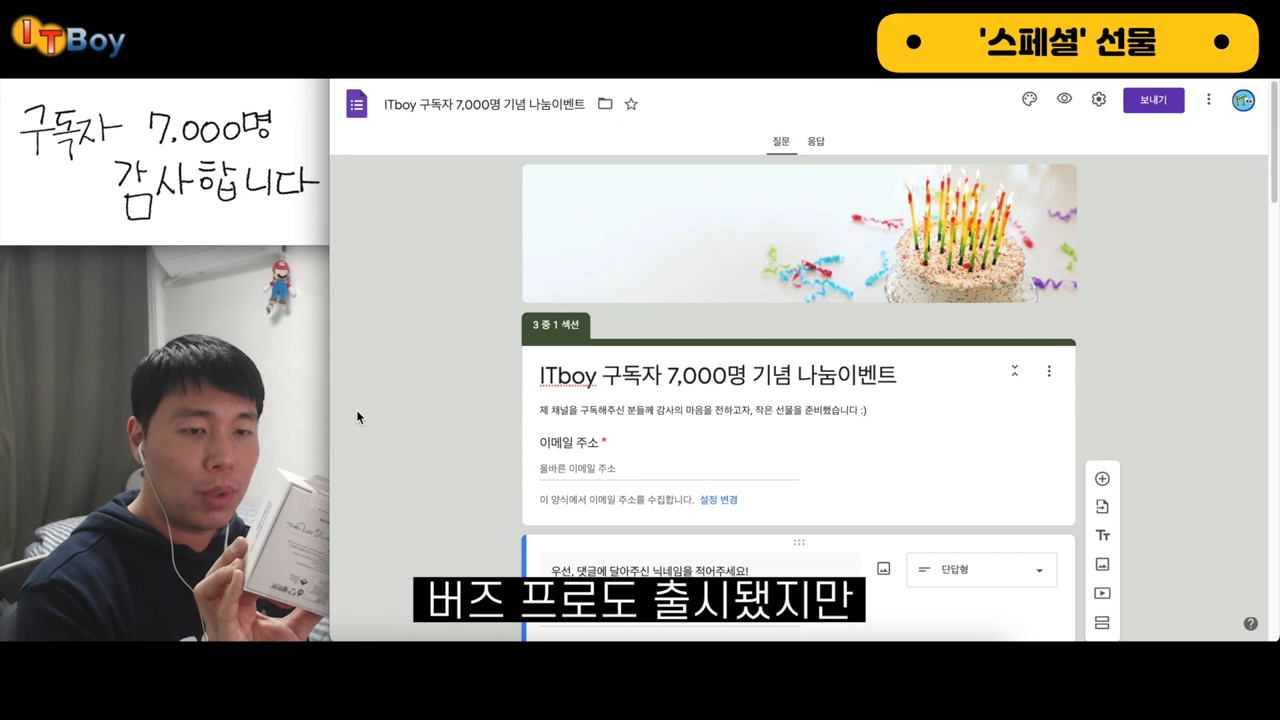 ITBoy
'스페셜' 선물
구독자 7.000명
감사합니다
ITboy 구독자 7,000명 기념 나눔이벤트
보내기
질문 응답
3 중 1 섹션
ITboy 구독자 7,000명 기념 나눔이벤트
제 채널을 구독해주신 분들께 감사의 마음을 전하고자, 작은 선물을 준비했습니다 :)
이메일 주소 *
올바른 이메일 주소
이 양식에서 이메일 주소를 수집합니다. 설정 변경
우선, 댓글에 달아주신 닉네임을 적어주세요!
단답형
Tт
버즈 프로도 출시됐지만